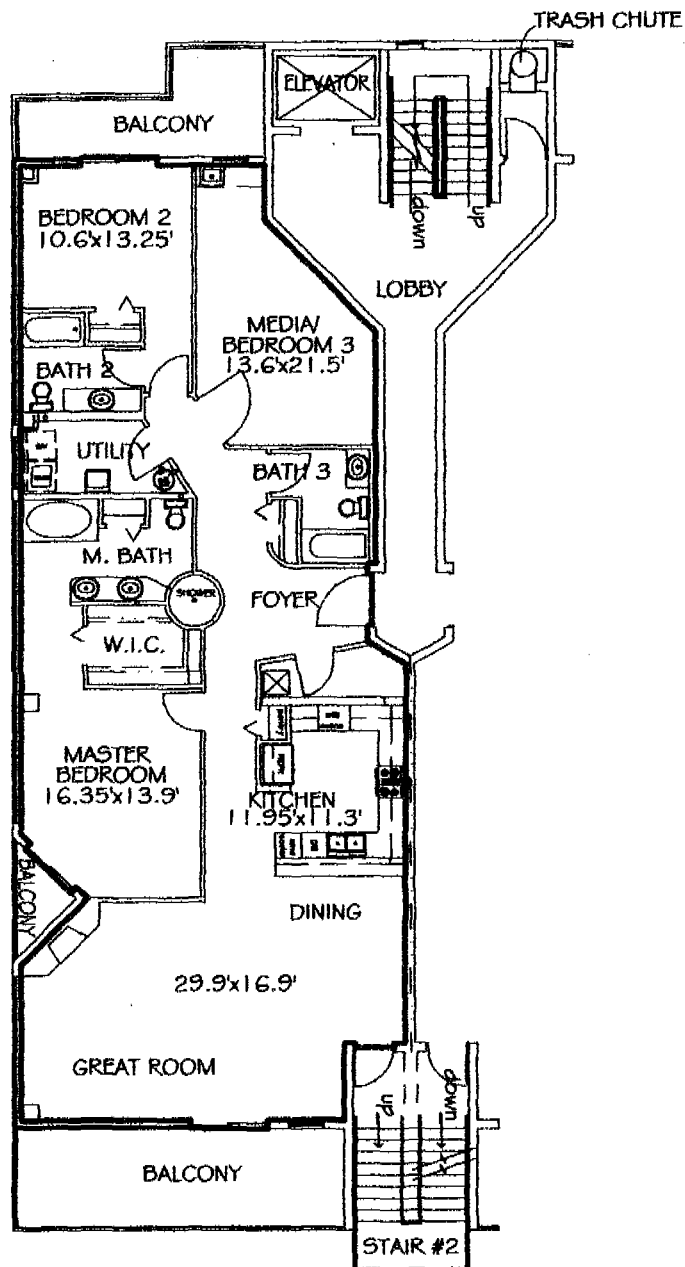 TRASH CHUTE
ELEVATOR
BALCONY
BEDROOM 2
10.6'x13.25'
down
up
LOBBY
MEDIA/
BEDROOM 3
13.6'x21.5'
BATH 2
UTILITY
BATH 3
M. BATH
SHOWER
FOYER
W.I.C.
MASTER
BEDROOM
16.35'x13.9'
KITCHEN
11.95'x11.3'
BALCONY
DINING
29.9'x16.9'
GREAT ROOM
up
down
BALCONY
STAIR #2